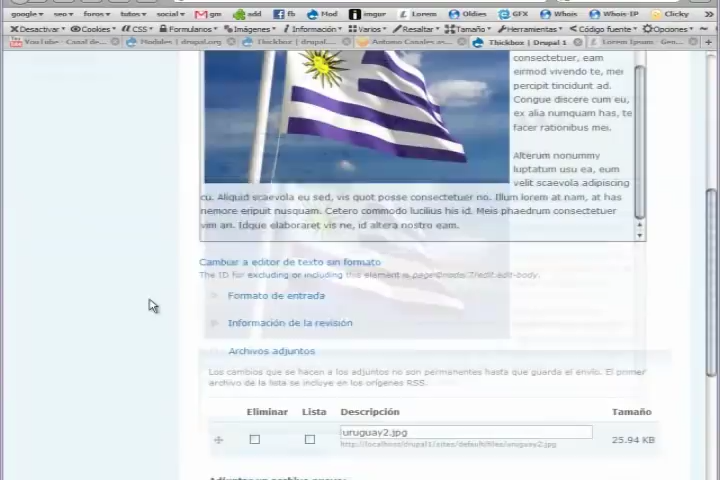 google seo foros tutos social gm add fb Mod imgur Lorem Oldies GFX Whois Whois-IP Clicky
Desactivar Cookies CSS Formularios Imágenes Información Varios Resaltar Tamaño Herramientas Código fuente Opciones
Modules | drupal.org Thickbox | drupal. Thickbox | Drupal 1
consectetuer, eam
eirmod vivendo te, mei
percipit tincidunt ad.
Congue discere cum eu,
ex alia numquam has, te
facer rationibus mei.
Alterum nonummy
luptatum usu ea, eum
velit scaevola adipiscing
cu. Aliquid scaevola eu sed, vis quot posse consectetuer no. Illum lorem at nam, at has
nemore eripuit nusquam. Cetero commodo lucilius his id. Meis phaedrum consectetuer
vim an. Idque elaboraret vis ne, id altera nostro eam.
Cambiar a editor de texto sin formato
The ID for excluding or including this element is
Formato de entrada
Información de la revisión
Archivos adjuntos
Los cambios que se hacen a los adjuntos no son permanentes hasta que guarda el envío. El primer
archivo de la lista se incluye en los orígenes RSS.
Eliminar Lista Descripción Tamaño
uruguay2.jpg
25.94 KB
http://localhost/drupal1/sites/default/files/uruguay2.jpg